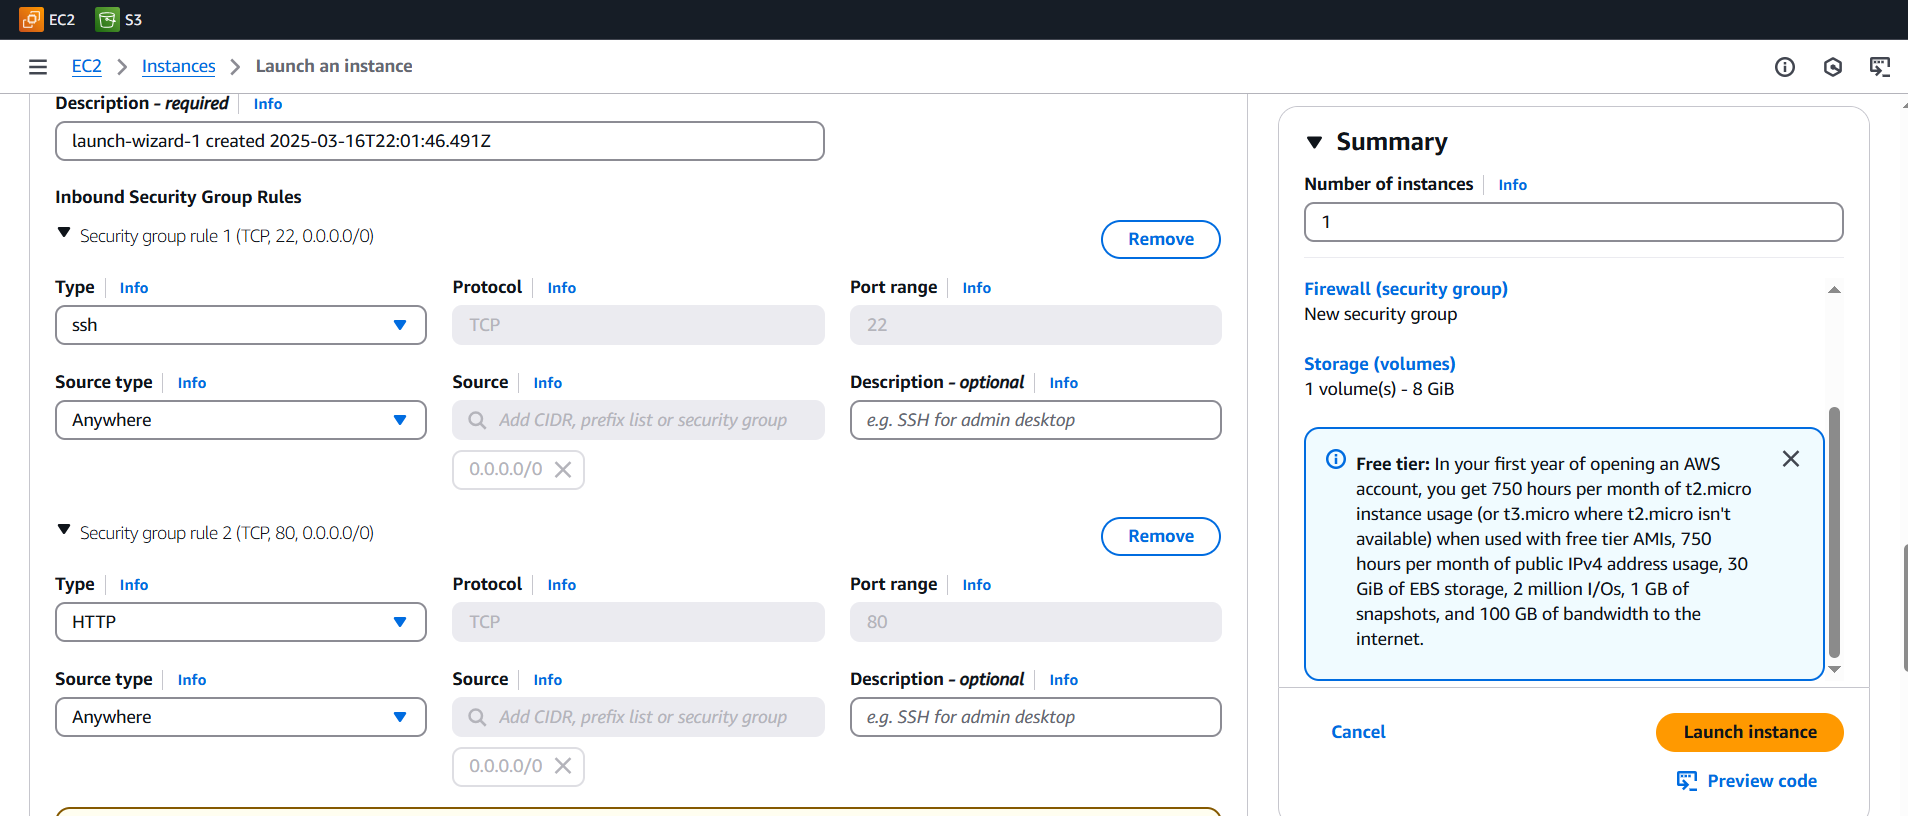 EC2 S3
EC2 > Instances > Launch an instance
Description - required Info
launch-wizard-1 created 2025-03-16T22:01:46.491Z
Inbound Security Group Rules
Security group rule 1 (TCP, 22, 0.0.0.0/0)
Remove
Type Info Protocol Info Port range Info
ssh TCP 22
Source type Info Source Info Description - optional Info
Anywhere Add CIDR, prefix list or security group e.g. SSH for admin desktop
0.0.0.0/0
Security group rule 2 (TCP, 80, 0.0.0.0/0)
Remove
Type Info Protocol Info Port range Info
HTTP TCP 80
Source type Info Source Info Description - optional Info
Anywhere Add CIDR, prefix list or security group e.g. SSH for admin desktop
0.0.0.0/0
Summary
Number of instances Info
1
Firewall (security group)
New security group
Storage (volumes)
1 volume(s) - 8 GiB
Free tier: In your first year of opening an AWS
account, you get 750 hours per month of t2.micro
instance usage (or t3.micro where t2.micro isn't
available) when used with free tier AMIs, 750
hours per month of public IPv4 address usage, 30
GiB of EBS storage, 2 million I/Os, 1 GB of
snapshots, and 100 GB of bandwidth to the
internet.
Cancel
Launch instance
Preview code